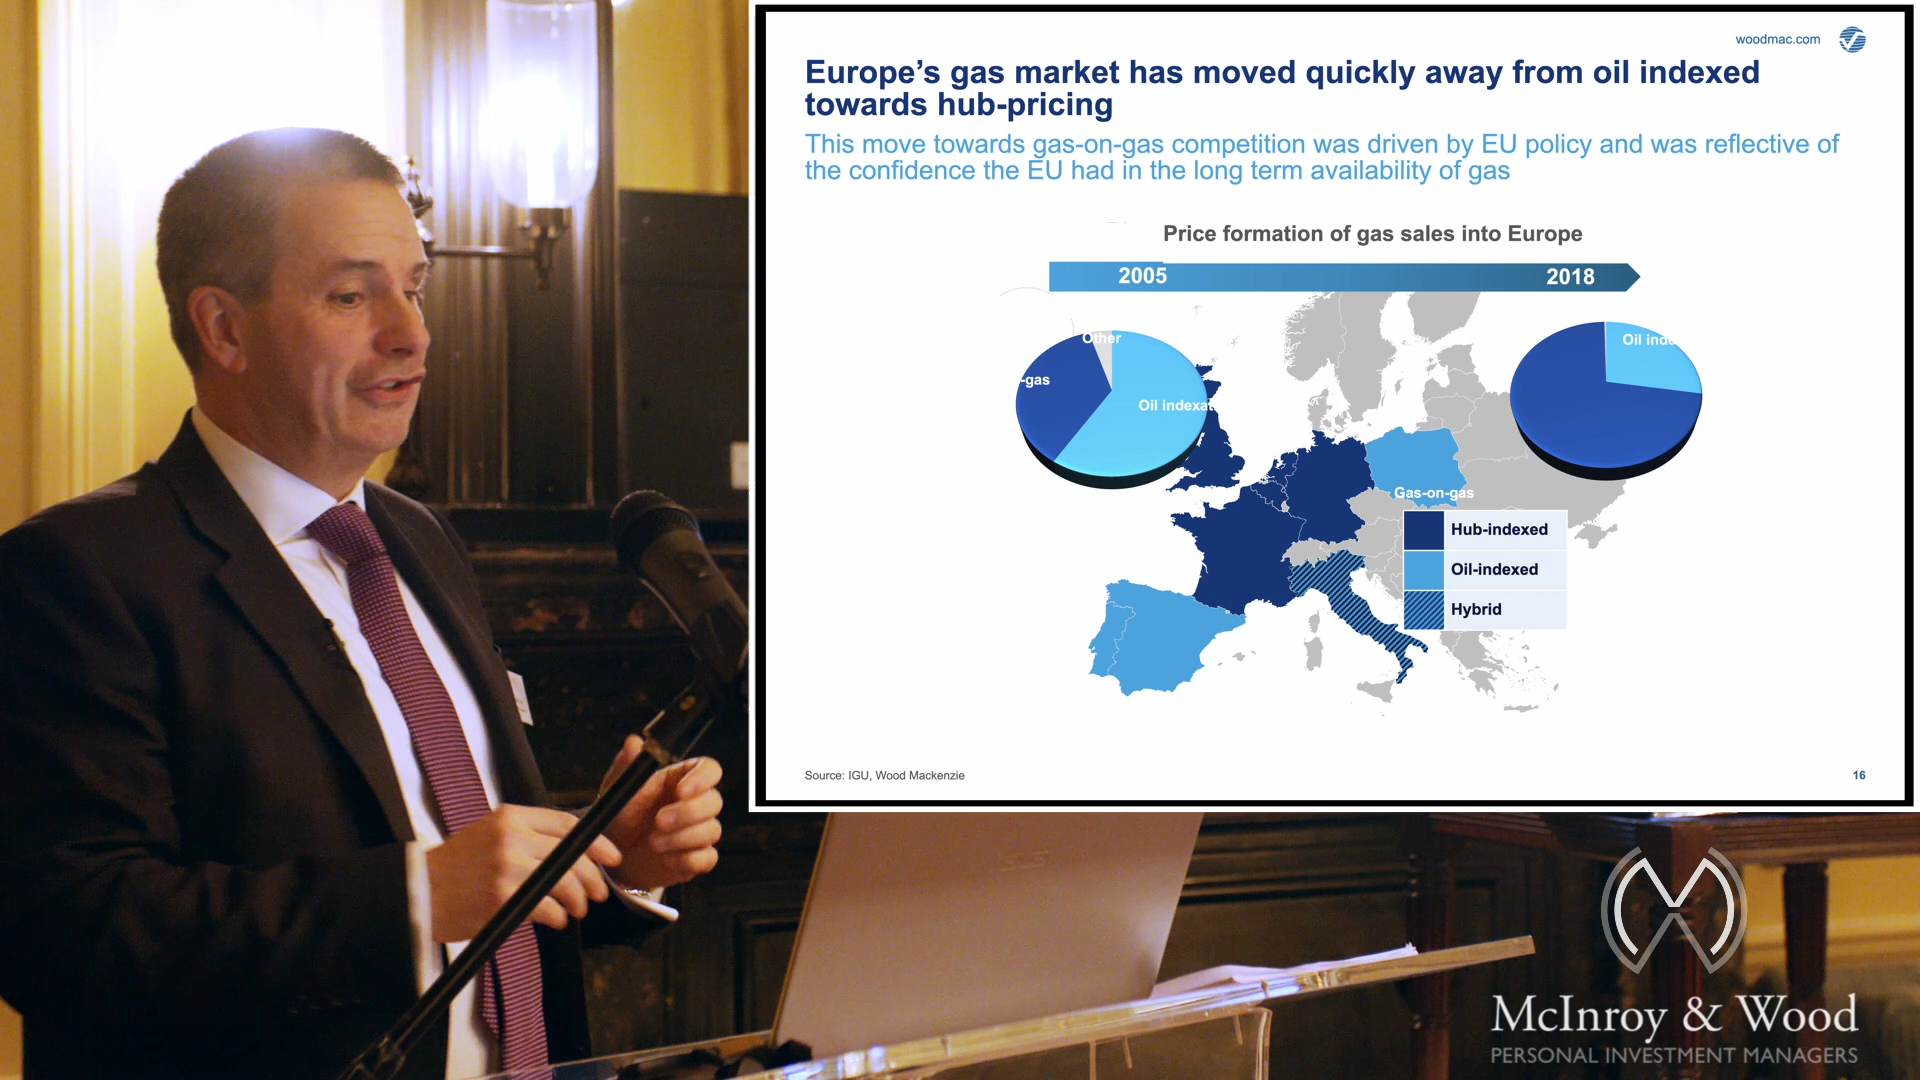 woodmac.com
Europe's gas market has moved quickly away from oil indexed
towards hub-pricing
This move towards gas-on-gas competition was driven by EU policy and was reflective of
the confidence the EU had in the long term availability of gas
Price formation of gas sales into Europe
2005
2018
Other
-gas
Oil indexat
Oil inde
Gas-on-gas
Hub-indexed
Oil-indexed
Hybrid
Source: IGU, Wood Mackenzie
16
ASUS
McInroy & Wood
PERSONAL INVESTMENT MANAGERS